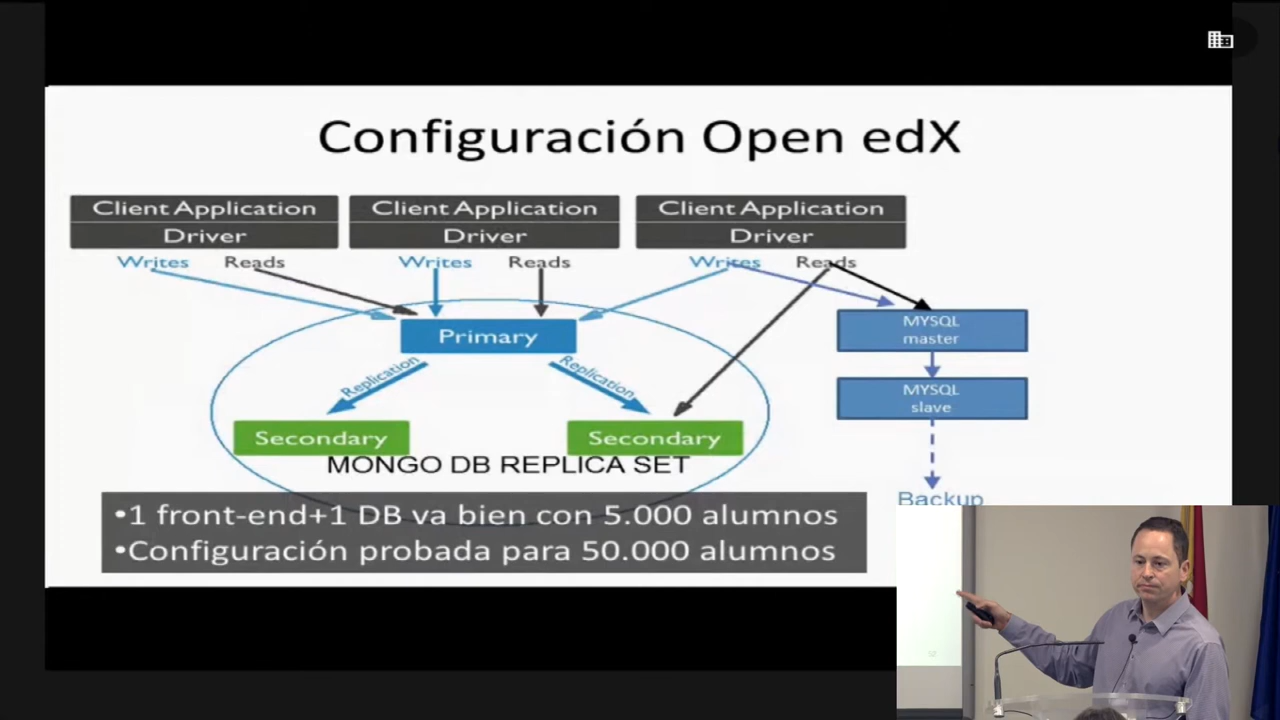 Configuración Open edX
Client Application
Driver
Writes Reads
Client Application
Driver
Writes Reads
Client Application
Driver
Writes Reads
Primary
Replication
Replication
Secondary
Secondary
MONGO DB REPLICA SET
MYSQL
master
MYSQL
slave
Backup
•1 front-end+1 DB va bien con 5.000 alumnos
•Configuración probada para 50.000 alumnos